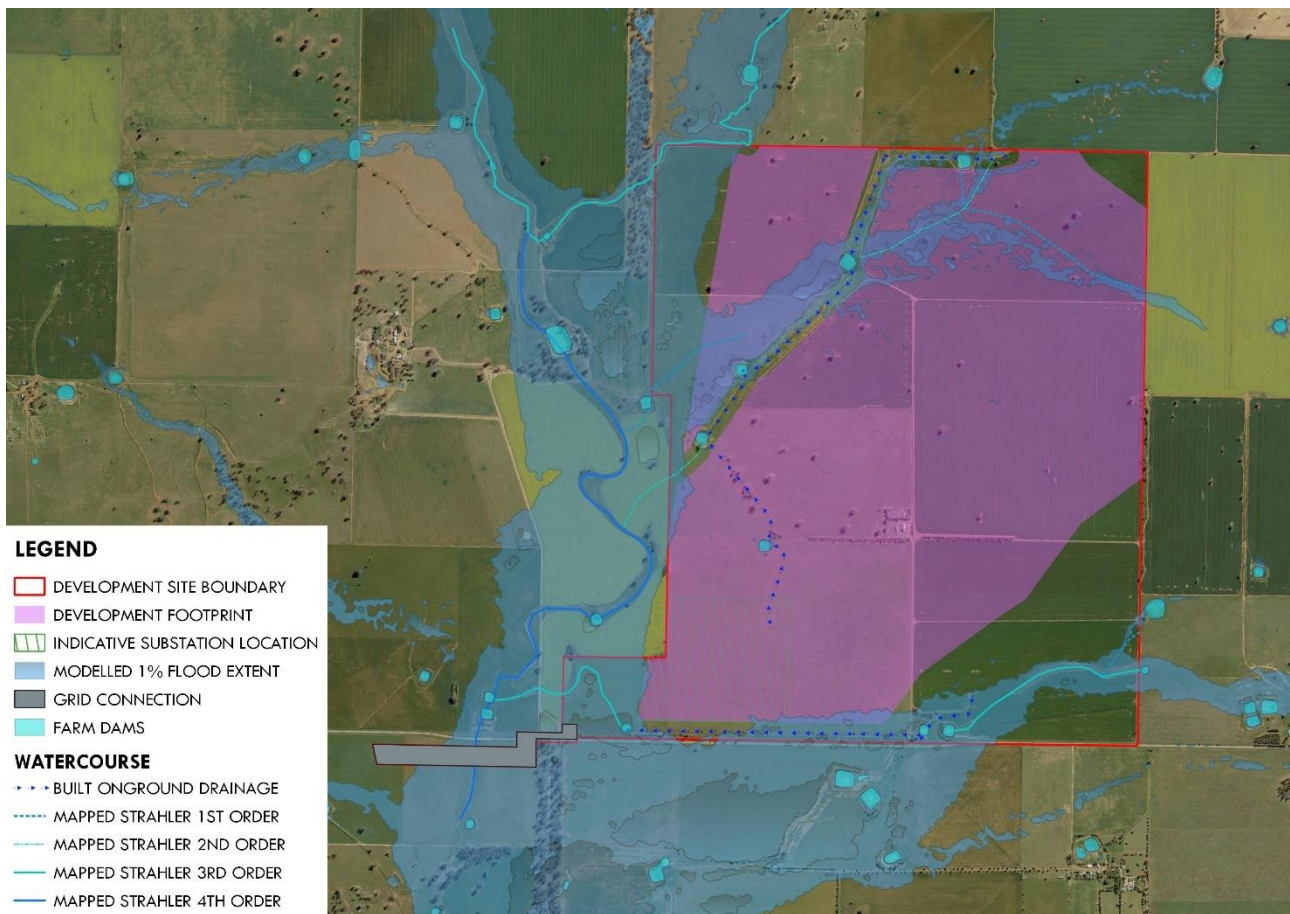 LEGEND
DEVELOPMENT SITE BOUNDARY
DEVELOPMENT FOOTPRINT
INDICATIVE SUBSTATION LOCATION
MODELLED 1% FLOOD EXTENT
GRID CONNECTION
FARM DAMS
WATERCOURSE
BUILT ONGROUND DRAINAGE
MAPPED STRAHLER 1ST ORDER
MAPPED STRAHLER 2ND ORDER
MAPPED STRAHLER 3RD ORDER
MAPPED STRAHLER 4TH ORDER